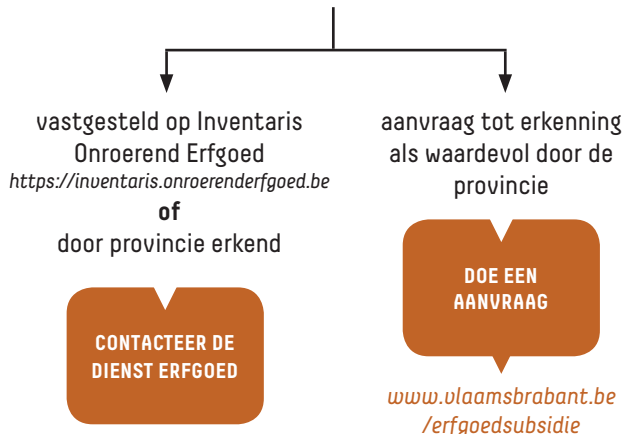 vastgesteld op Inventaris
Onroerend Erfgoed
https://inventaris.onroerenderfgoed.be
of
door provincie erkend
CONTACTEER DE
DIENST ERFGOED
aanvraag tot erkenning
als waardevol door de
provincie
DOE EEN
AANVRAAG
www.vlaamsbrabant.be
/erfgoedsubsidie